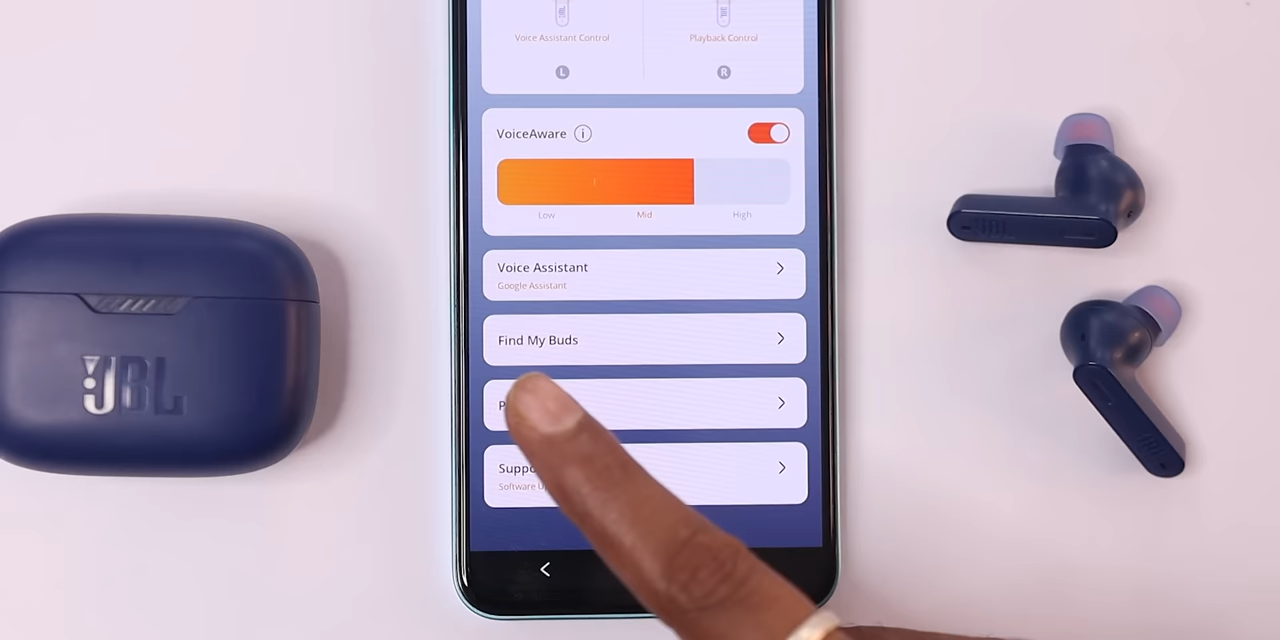 Voice Assistant Control
Playback Control
L
R
VoiceAware i
Low
Mid
High
Voice Assistant
Google Assistant
Find My Buds
JBL